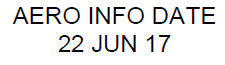 AERO INFO DATE
22 JUN 17